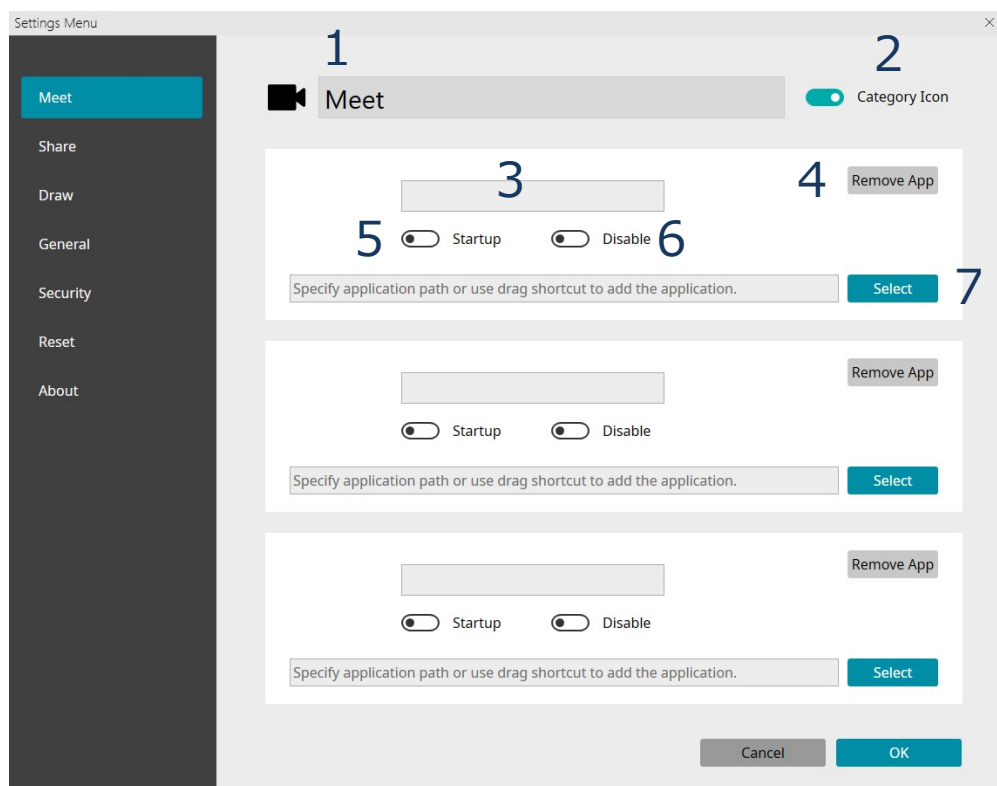 Settings Menu
1
2
Meet
Meet
Category Icon
Share
Draw
General
Security
Reset
About
3
4
Remove App
5
Startup
Disable
6
Specify application path or use drag shortcut to add the application.
Select
7
Remove App
Startup
Disable
Specify application path or use drag shortcut to add the application.
Select
Remove App
Startup
Disable
Specify application path or use drag shortcut to add the application.
Select
Cancel
OK